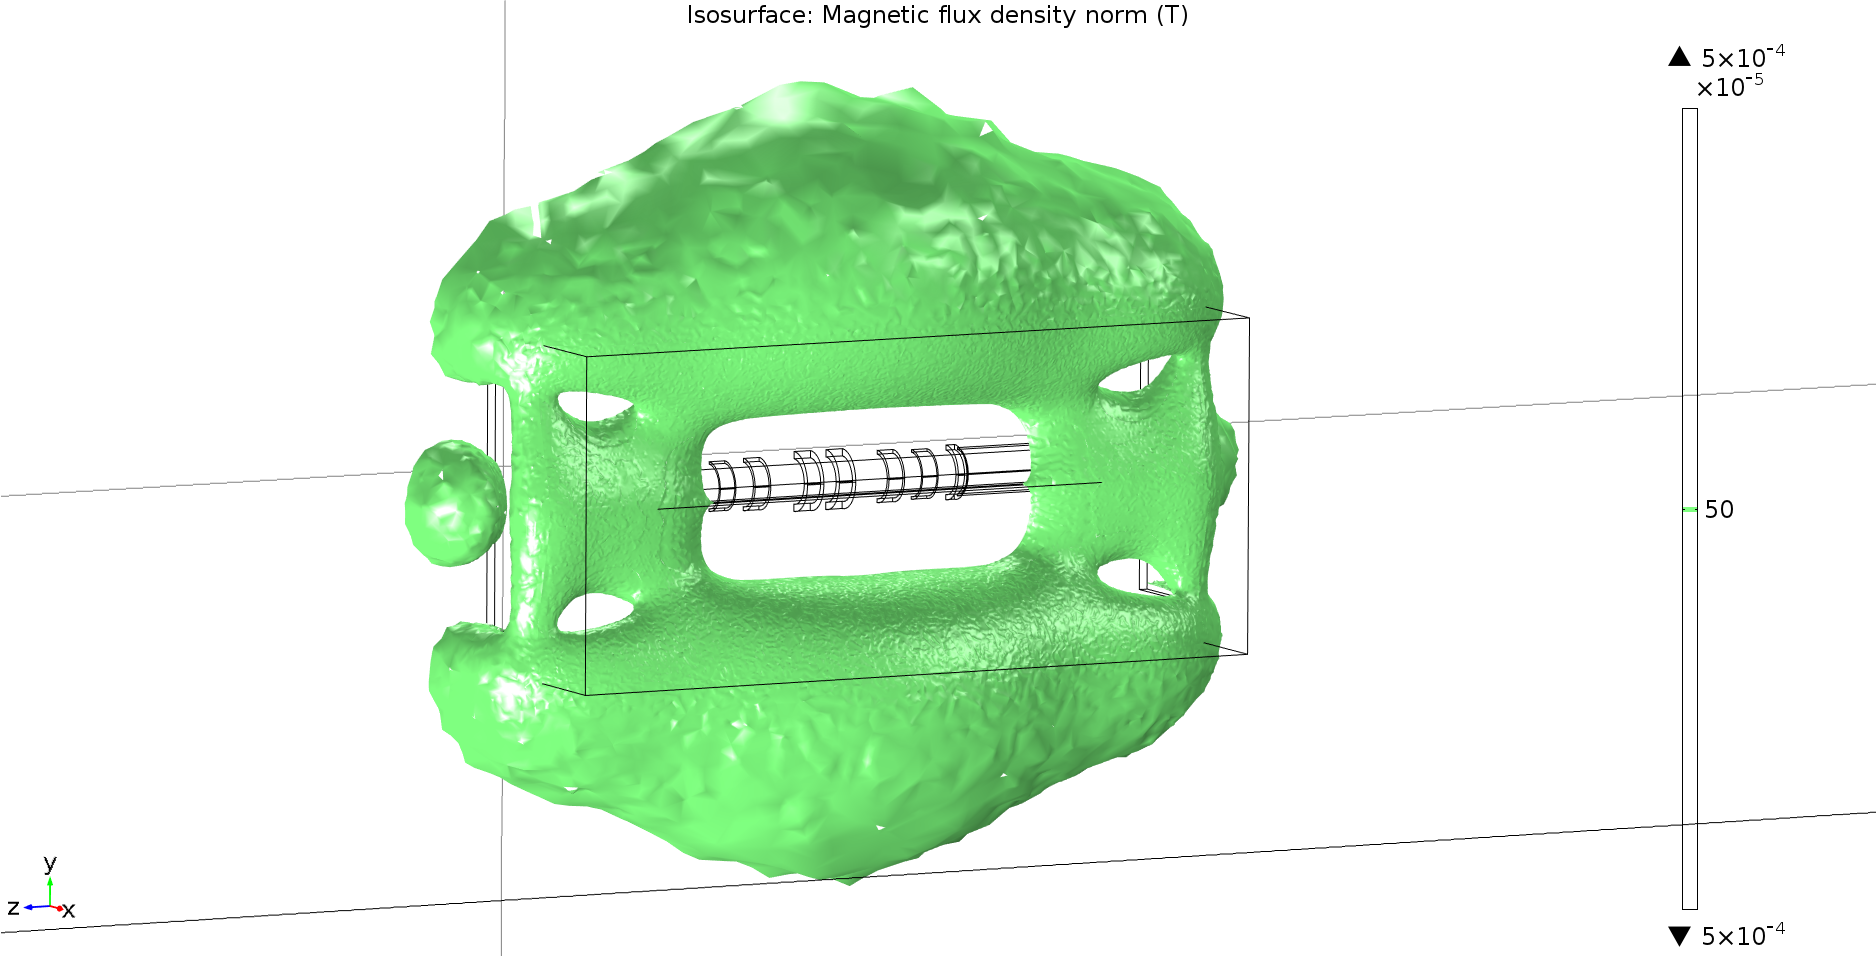 Isosurface: Magnetic flux density norm (T)
▲ 5×10⁻⁴
×10⁻⁵
50
▼ 5×10⁻⁴
y
z x